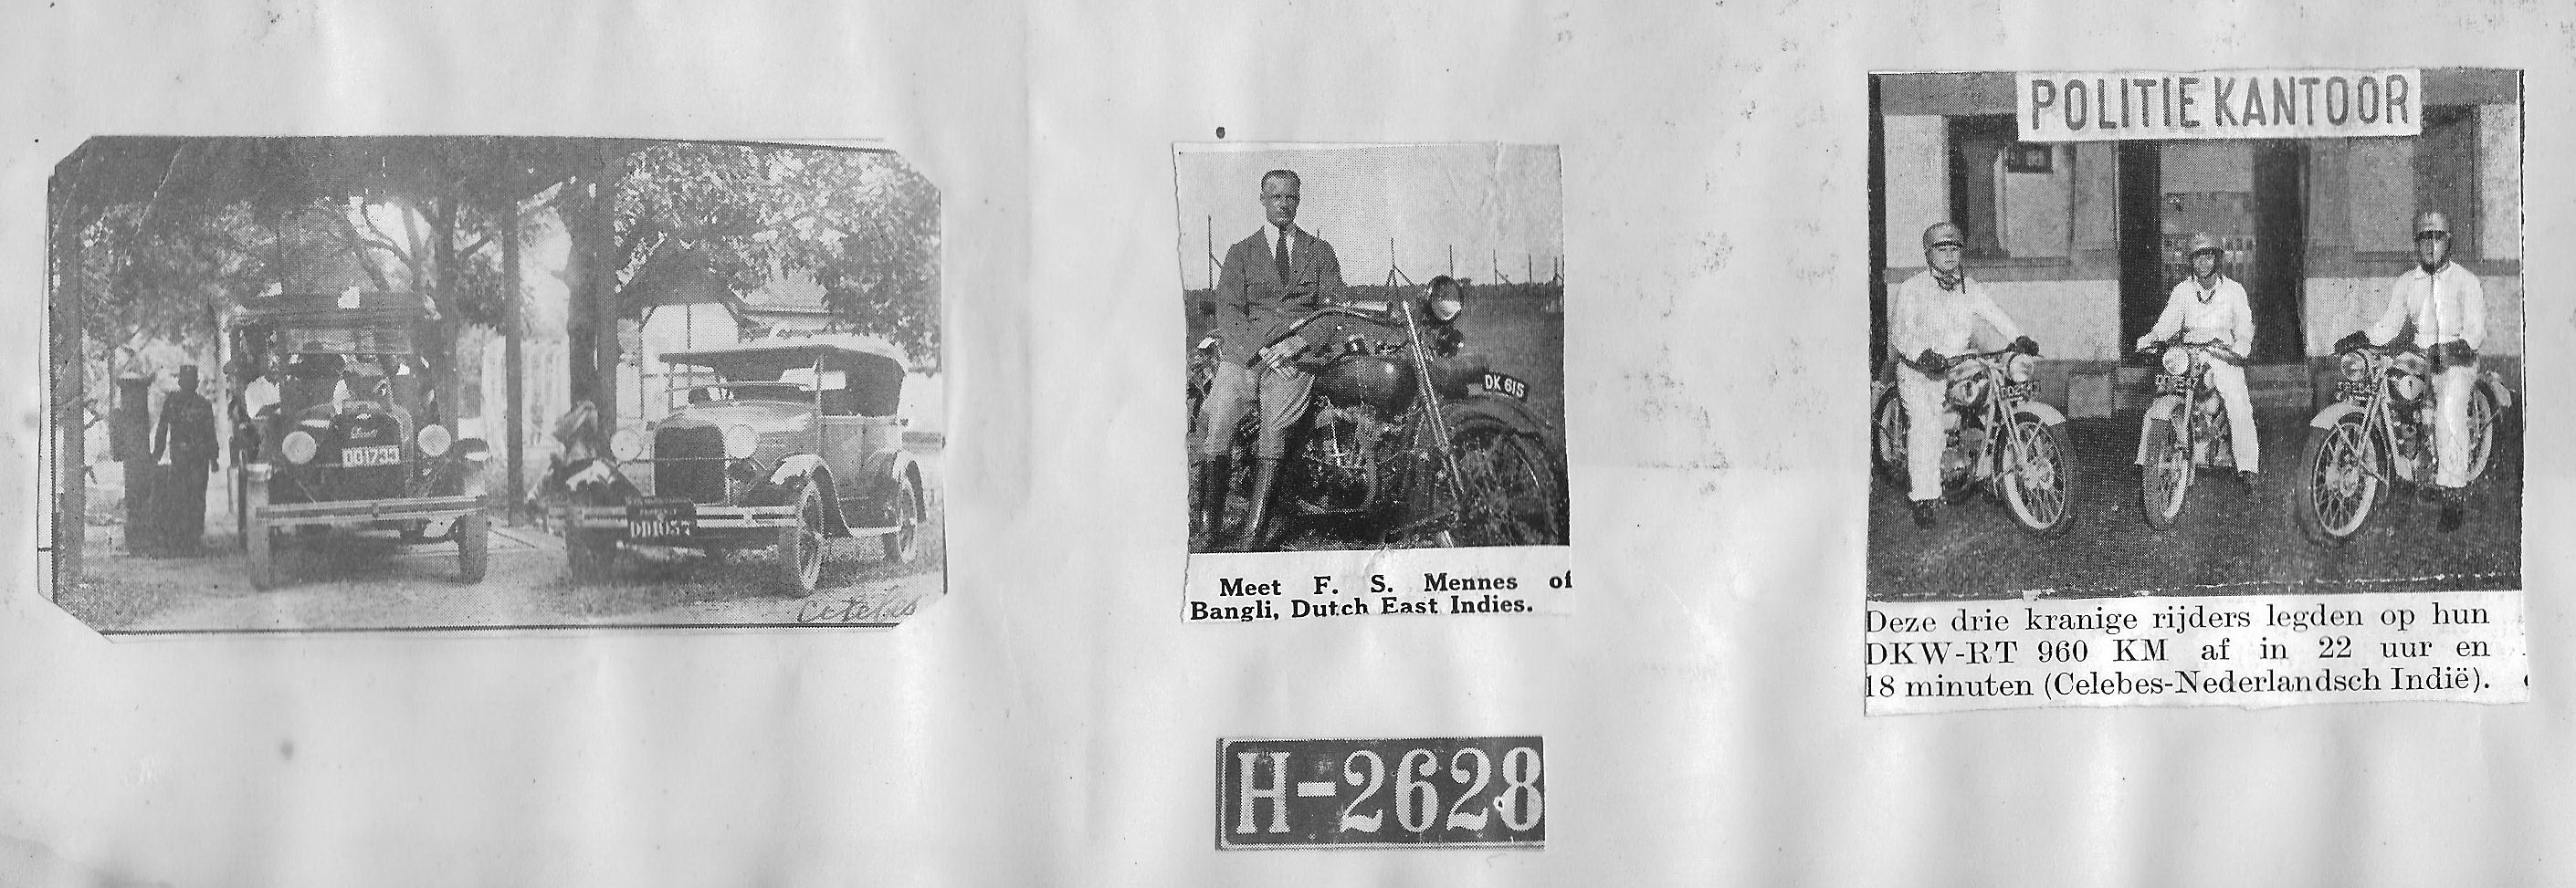 DD1733
DD1057
Celebes
DK 615
Meet F. S. Mennes of
Bangli, Dutch East Indies.
H-2628
POLITIE KANTOOR
Deze drie kranige rijders legden op hun
DKW-RT 960 KM af in 22 uur en
18 minuten (Celebes-Nederlandsch Indië).